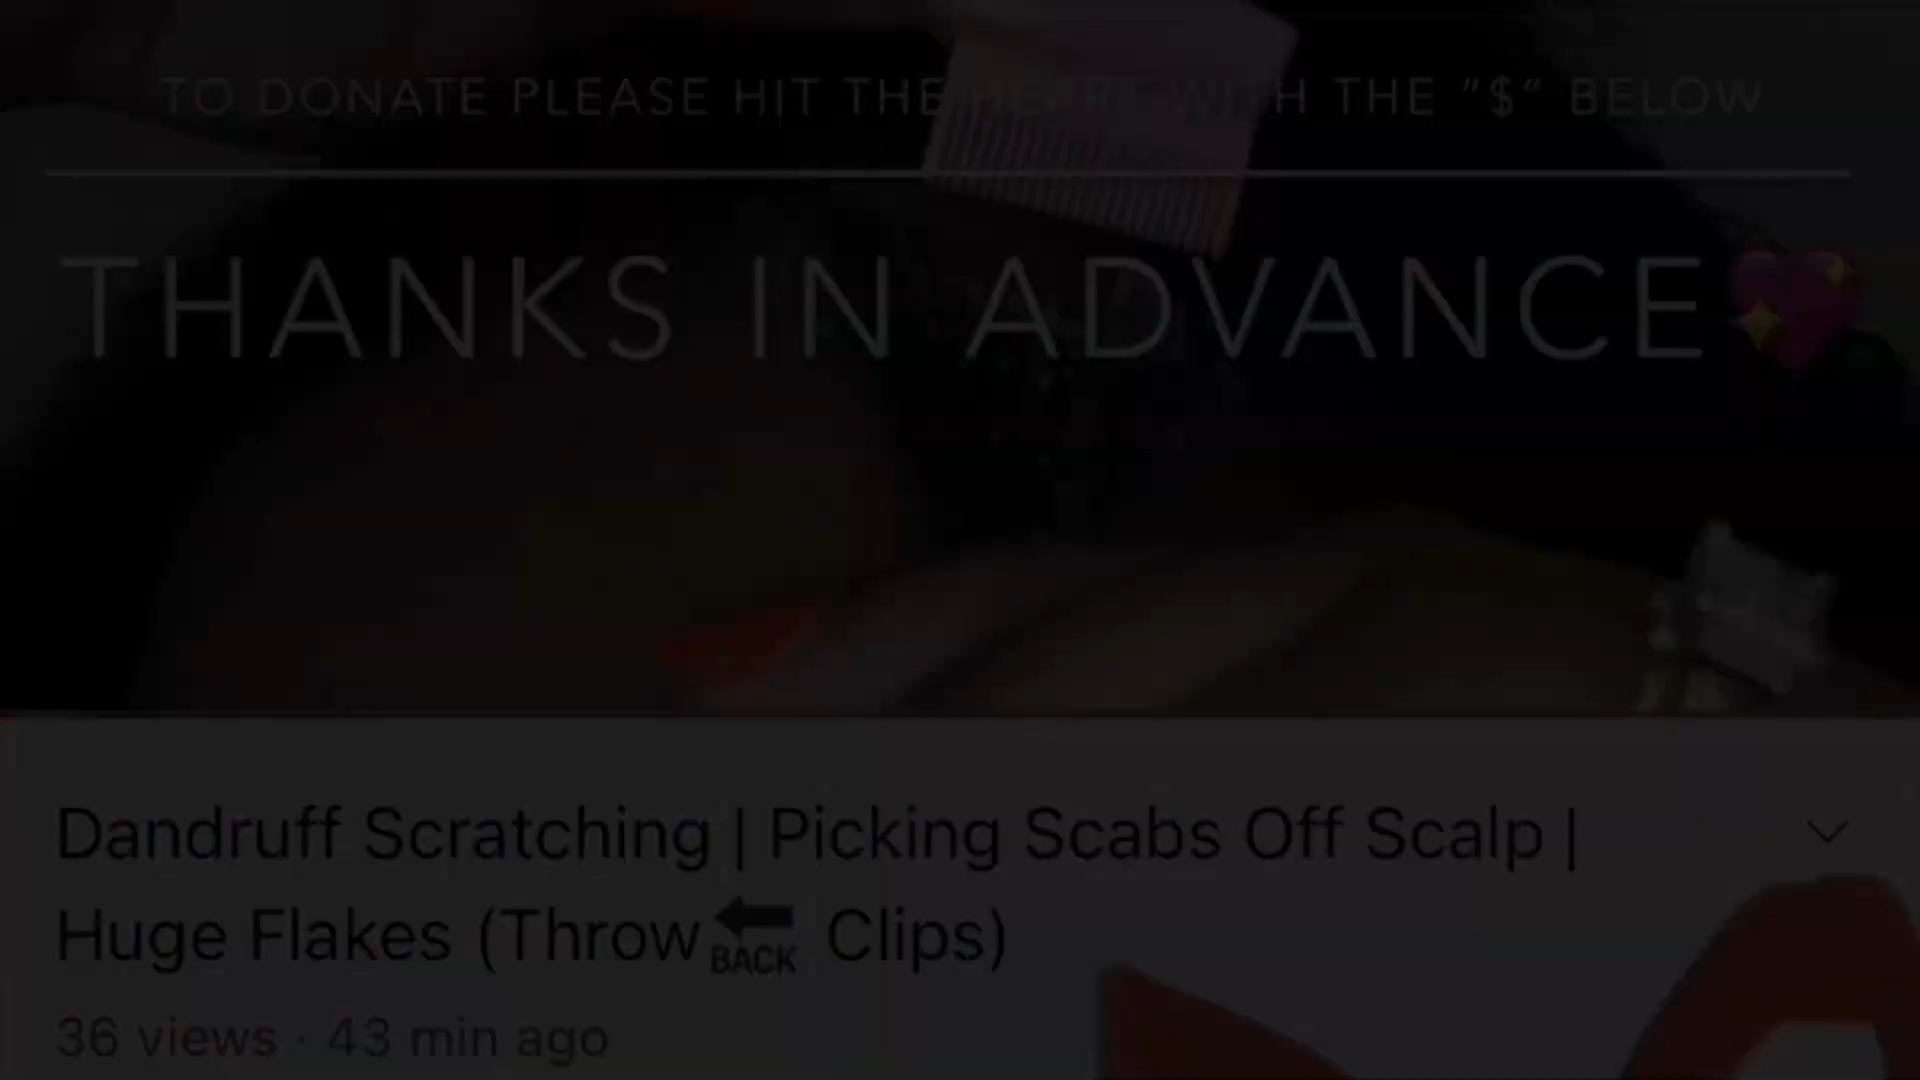 TO DONATE PLEASE HIT THE HEART WITH THE "$" BELOW
THANKS IN ADVANCE💖
Dandruff Scratching | Picking Scabs Off Scalp |
Huge Flakes (Throw🔙 Clips)
36 views · 43 min ago